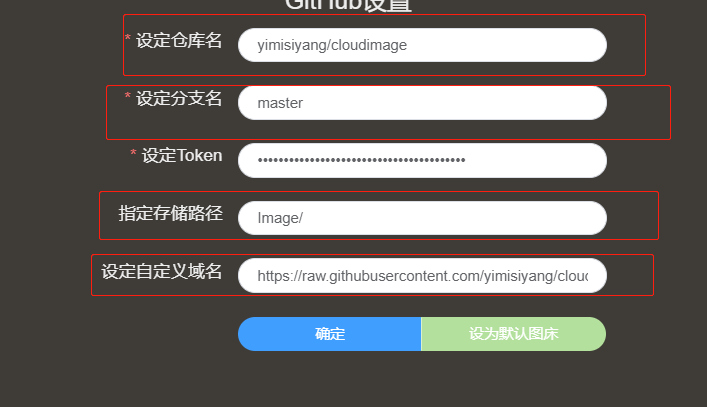 GitHub设置
* 设定仓库名
yimisiyang/cloudimage
* 设定分支名
master
* 设定Token
••••••••••••••••••••••••••••••••••••••••
指定存储路径
Image/
设定自定义域名
https://raw.githubusercontent.com/yimisiyang/clouc
确定
设为默认图床